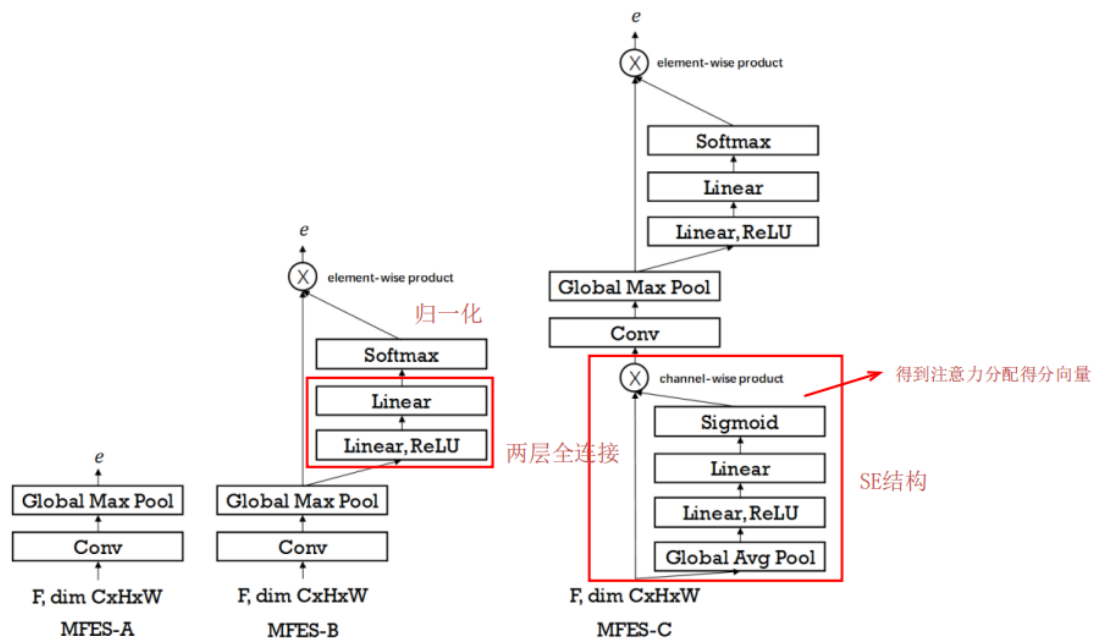 e
Global Max Pool
Conv
F, dim CxHxW
MFES-A
e
X
element-wise product
归一化
Softmax
Linear
Linear,ReLU
两层全连接
Global Max Pool
Conv
F, dim CxHxW
MFES-B
e
X
element-wise product
Softmax
Linear
Linear,ReLU
Global Max Pool
Conv
X
channel-wise product
得到注意力分配得分向量
Sigmoid
Linear
SE结构
Linear,ReLU
Global Avg Pool
F, dim CxHxW
MFES-C